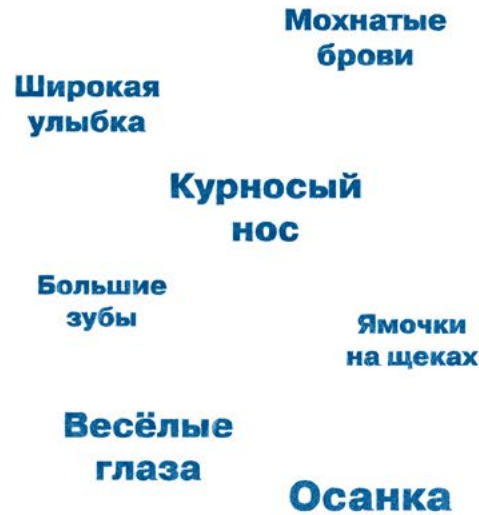 Мохнатые
брови
Широкая
улыбка
Курносый
нос
Большие
зубы
Ямочки
на щеках
Весёлые
глаза
Осанка